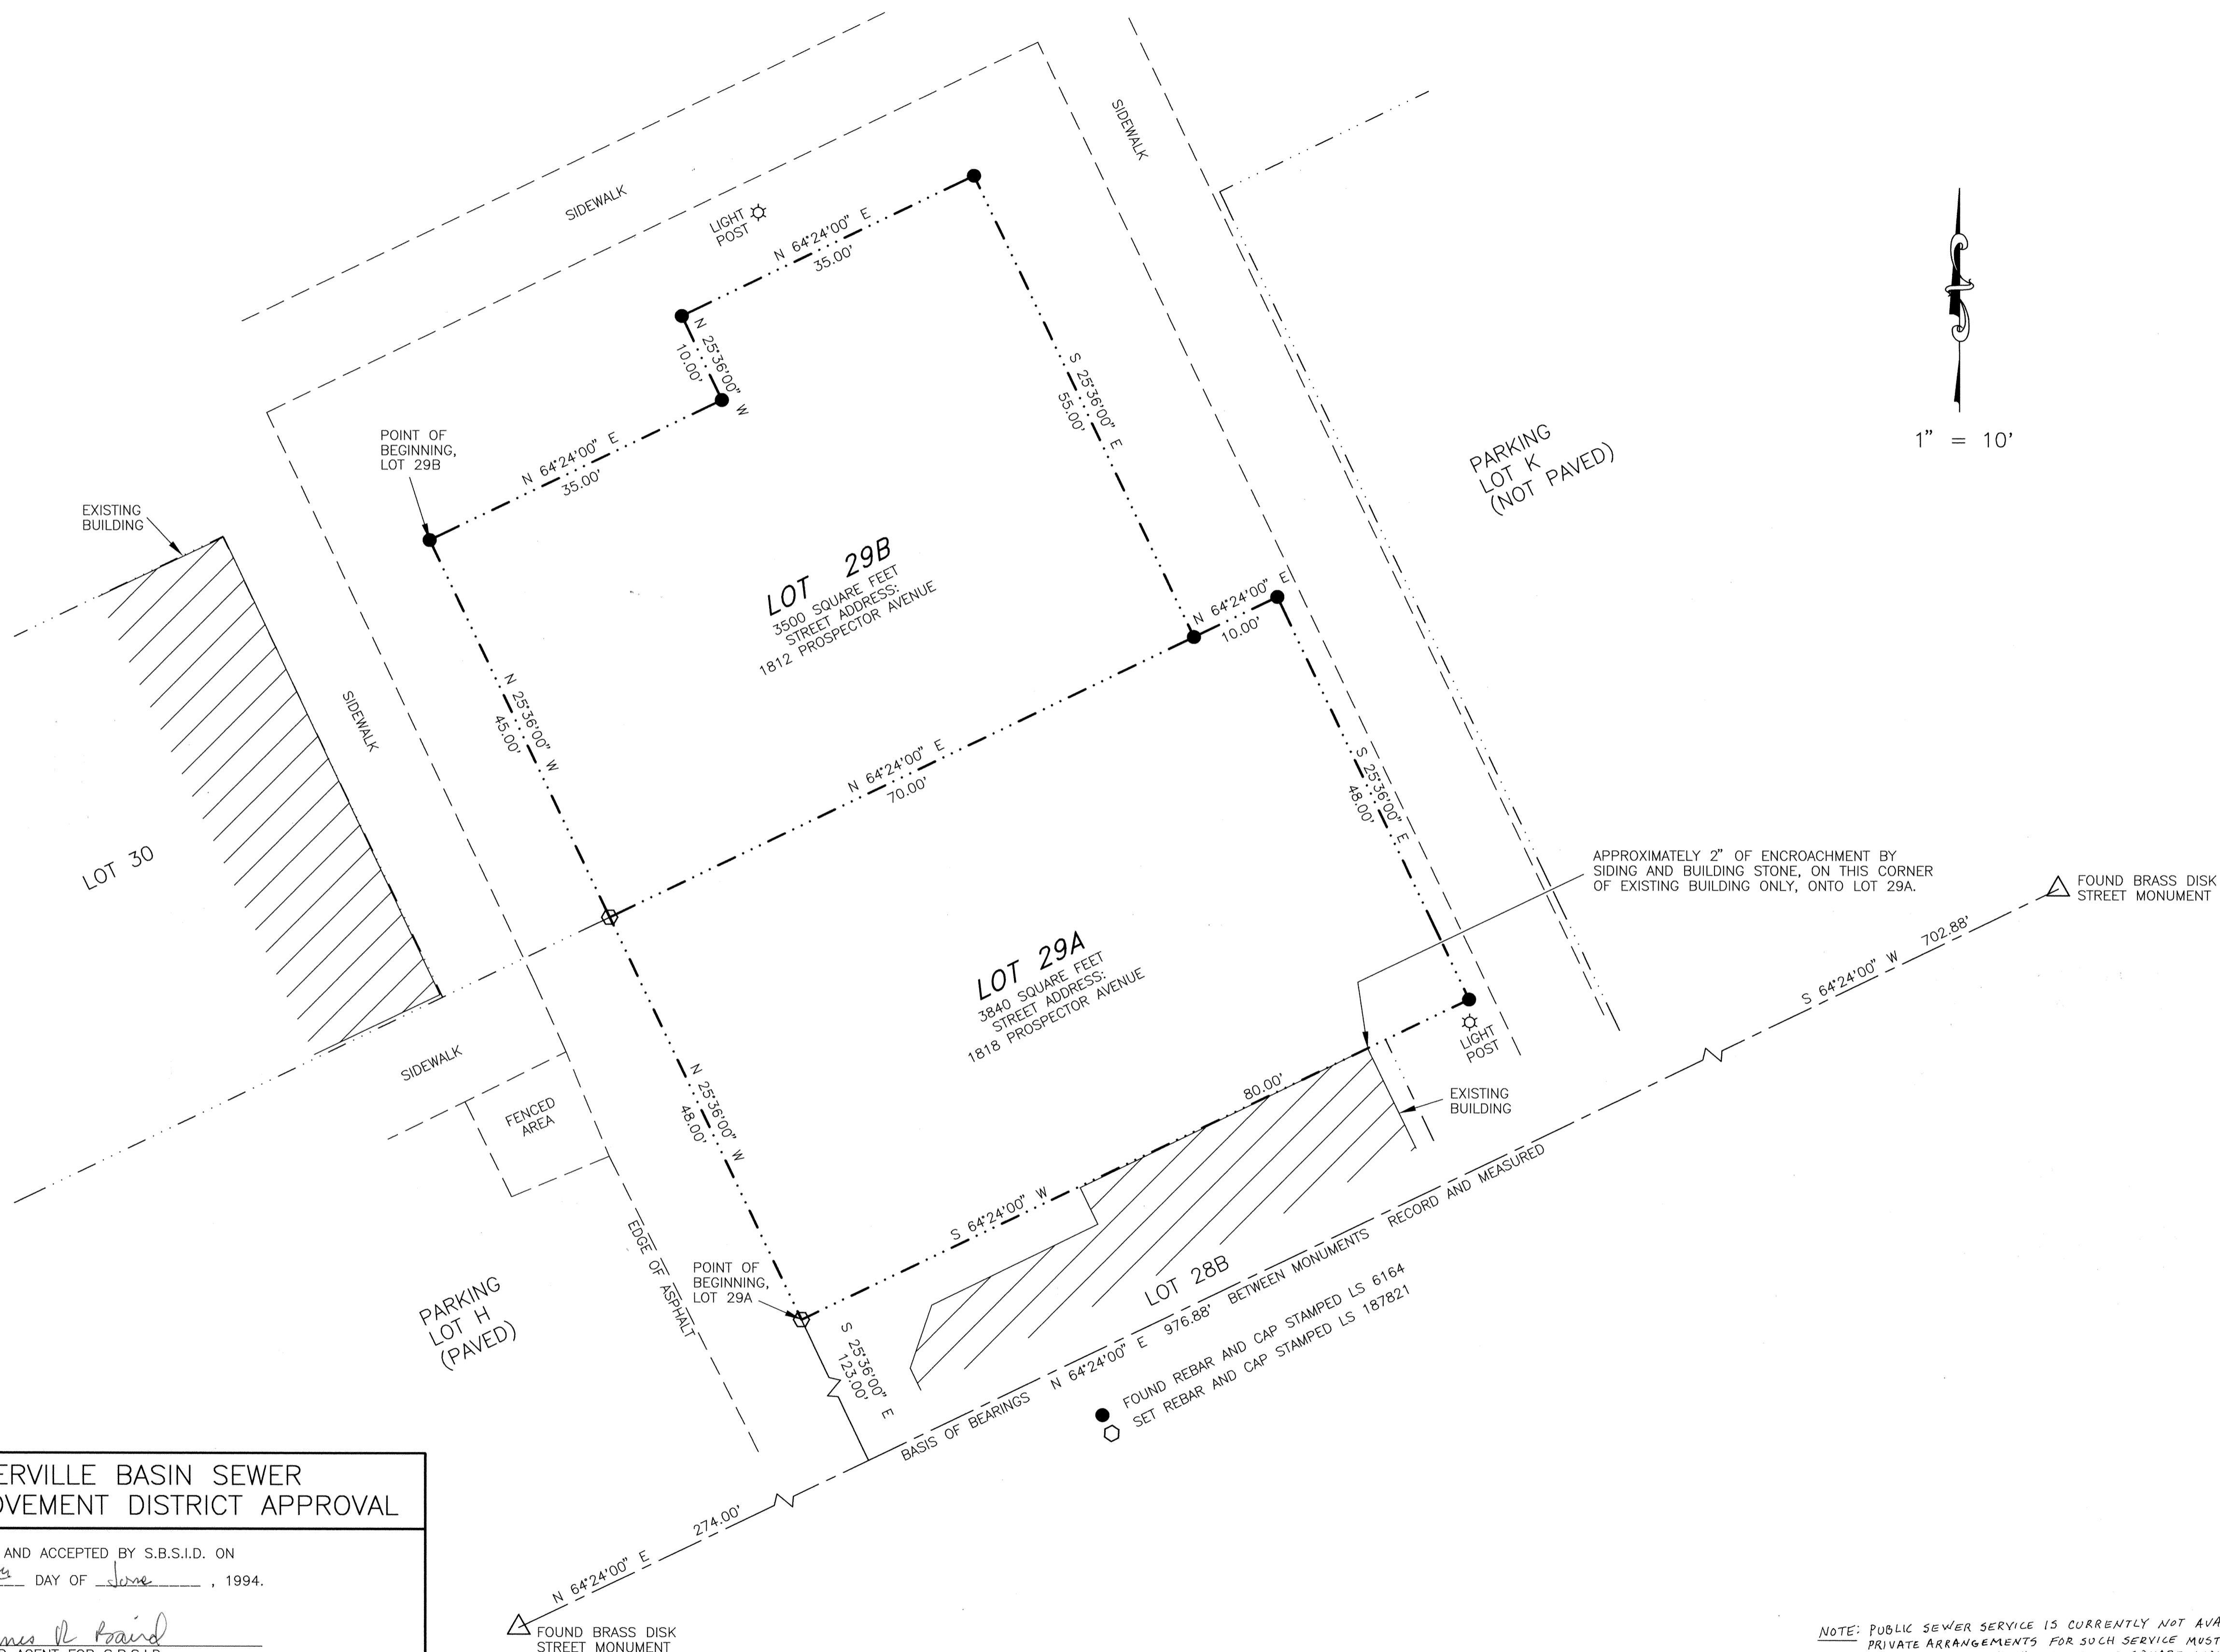 SIDEWALK
SIDEWALK
LIGHT
POST
N 64°24'00" E
35.00'
N 25°36'00" W
10.00'
S 25°36'00" E
55.00'
1" = 10'
POINT OF
BEGINNING,
LOT 29B
N 64°24'00" E
35.00'
PARKING
LOT K
(NOT PAVED)
EXISTING
BUILDING
LOT 29B
3500 SQUARE FEET
STREET ADDRESS:
1812 PROSPECTOR AVENUE
N 64°24'00" E
10.00'
SIDEWALK
N 25°36'00" W
45.00'
N 64°24'00" E
70.00'
S 25°36'00" E
48.00'
LOT 30
APPROXIMATELY 2" OF ENCROACHMENT BY
SIDING AND BUILDING STONE, ON THIS CORNER
OF EXISTING BUILDING ONLY, ONTO LOT 29A.
FOUND BRASS DISK
STREET MONUMENT
S 64°24'00" W 702.88'
LOT 29A
3840 SQUARE FEET
STREET ADDRESS:
1818 PROSPECTOR AVENUE
LIGHT
POST
SIDEWALK
FENCED
AREA
N 25°36'00" W
48.00'
80.00'
EXISTING
BUILDING
S 64°24'00" W
EDGE OF ASPHALT
POINT OF
BEGINNING,
LOT 29A
PARKING
LOT H
(PAVED)
S 25°36'00" E
123.00'
LOT 28B
BASIS OF BEARINGS N 64°24'00" E 976.88' BETWEEN MONUMENTS RECORD AND MEASURED
FOUND REBAR AND CAP STAMPED LS 6164
SET REBAR AND CAP STAMPED LS 187821
N 64°24'00" E 274.00'
FOUND BRASS DISK
STREET MONUMENT
ERVILLE BASIN SEWER
OVEMENT DISTRICT APPROVAL
AND ACCEPTED BY S.B.S.I.D. ON
DAY OF June , 1994.
R Baird
AGENT FOR S.B.S.I.D.
NOTE: PUBLIC SEWER SERVICE IS CURRENTLY NOT AVA
PRIVATE ARRANGEMENTS FOR SUCH SERVICE MUST